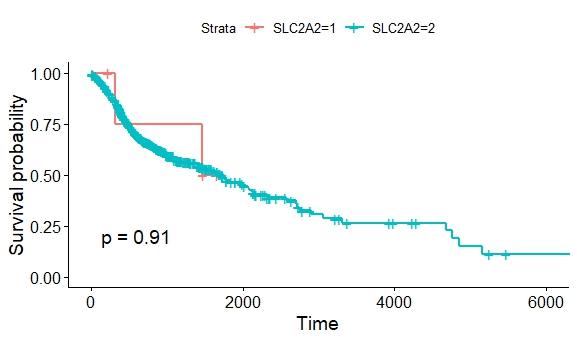 Strata SLC2A2=1 SLC2A2=2
1.00
0.75
0.50
0.25
0.00
Survival probability
p = 0.91
0 2000 4000 6000
Time